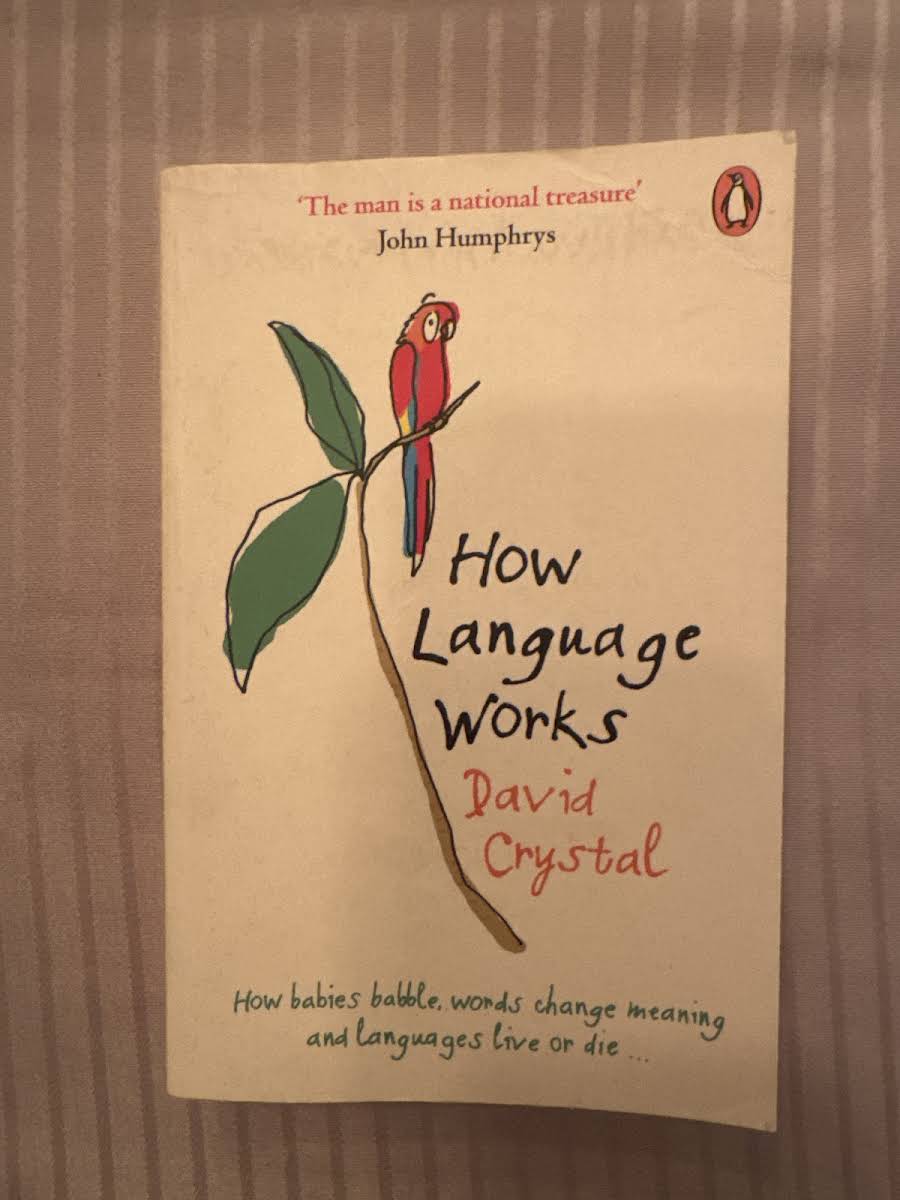 'The man is a national treasure'
John Humphrys
How
Language
Works
David
Crystal
How babies babble, words change meaning
and languages live or die ...